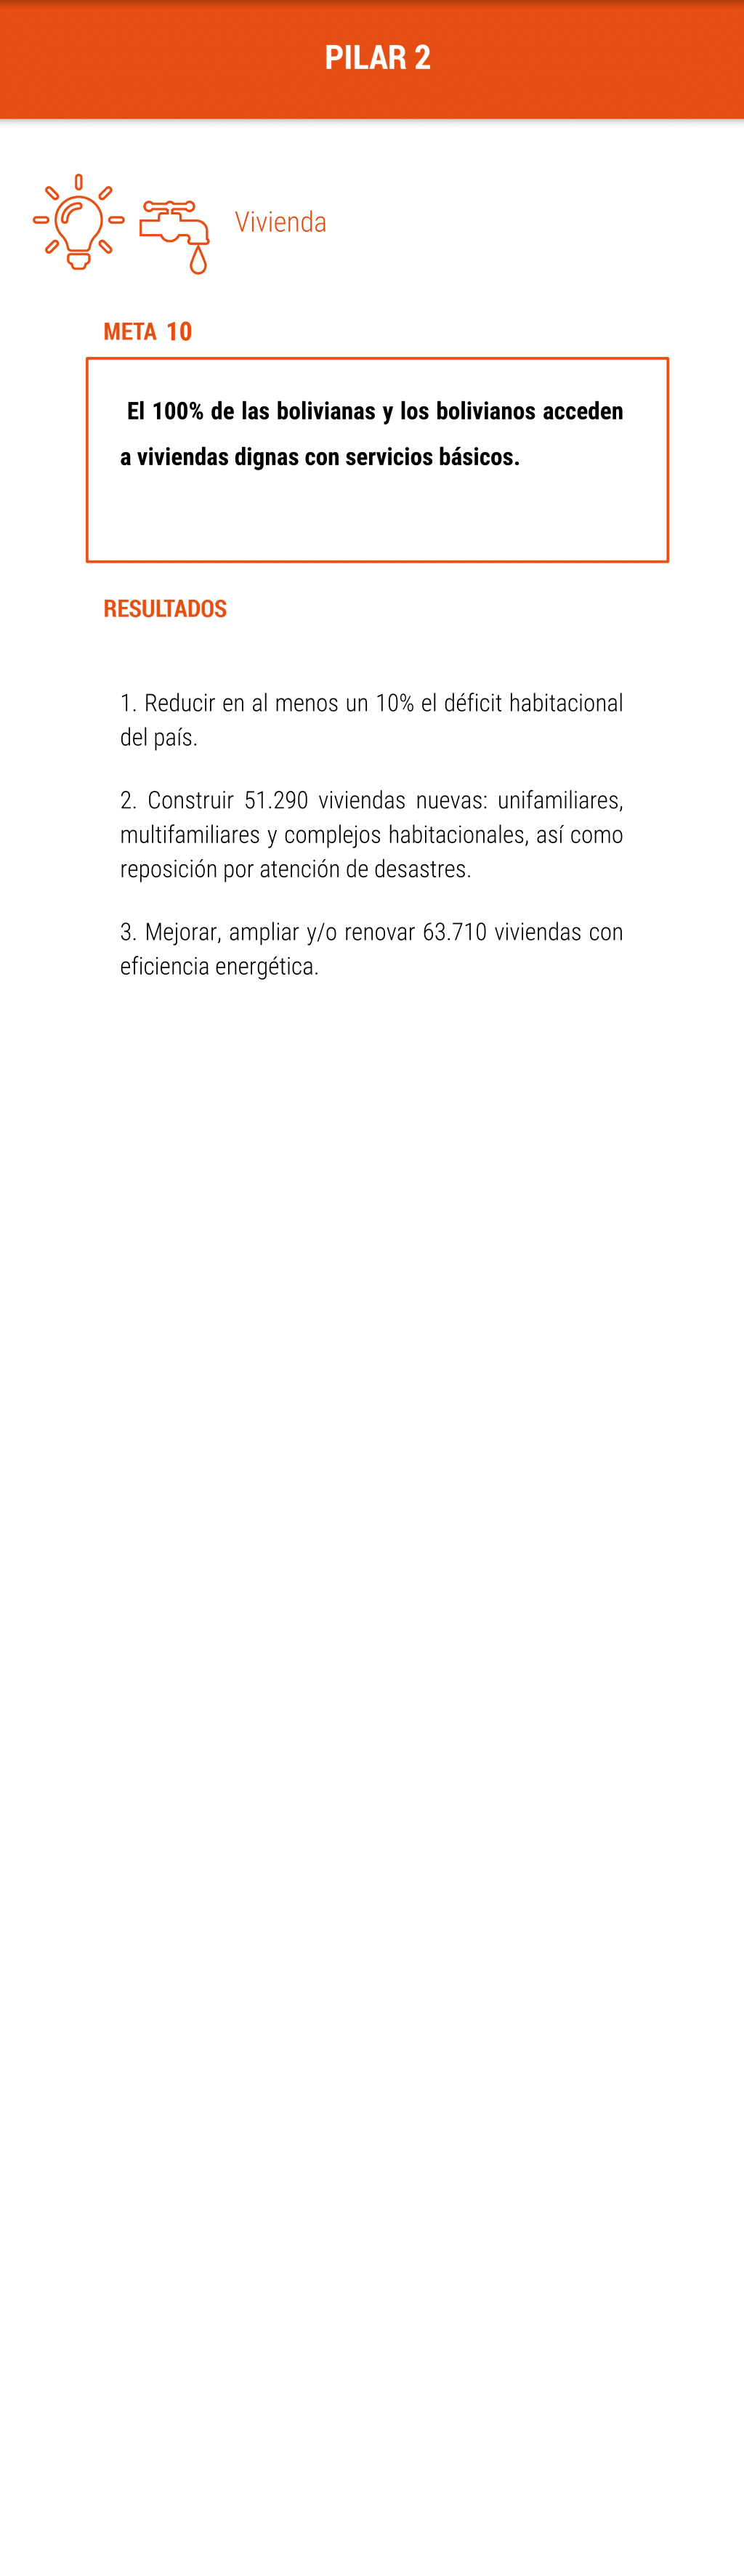 PILAR 2
Vivienda
META 10
El 100% de las bolivianas y los bolivianos acceden
a viviendas dignas con servicios básicos.
RESULTADOS
1. Reducir en al menos un 10% el déficit habitacional
del país.
2. Construir 51.290 viviendas nuevas: unifamiliares,
multifamiliares y complejos habitacionales, así como
reposición por atención de desastres.
3. Mejorar, ampliar y/o renovar 63.710 viviendas con
eficiencia energética.